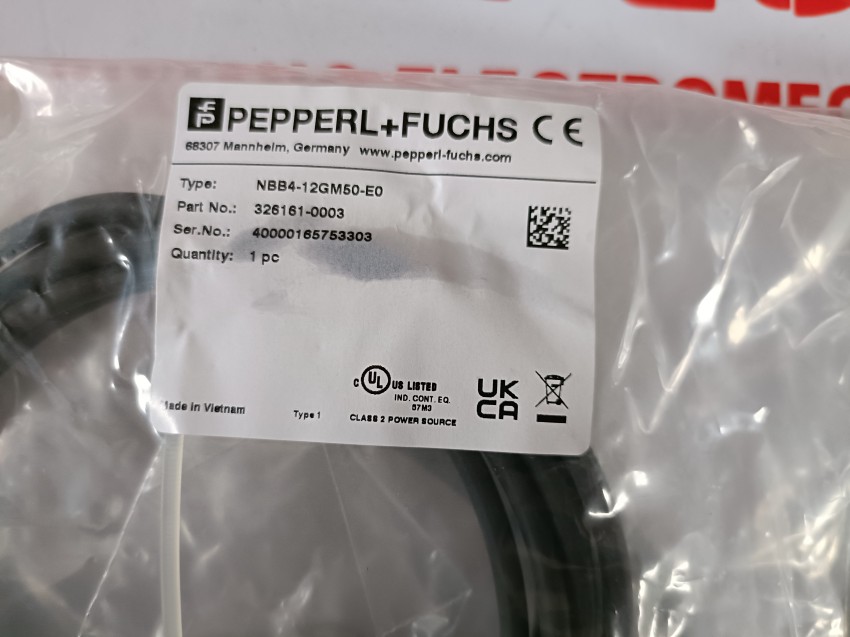 PEPPERL+FUCHS CE
68307 Mannheim, Germany www.pepperl-fuchs.com
Type: NBB4-12GM50-E0
Part No.: 326161-0003
Ser.No.: 40000165753303
Quantity: 1 pc
C UL US LISTED
IND. CONT. EQ.
57M3
UK
CA
Made in Vietnam
Type 1
CLASS 2 POWER SOURCE